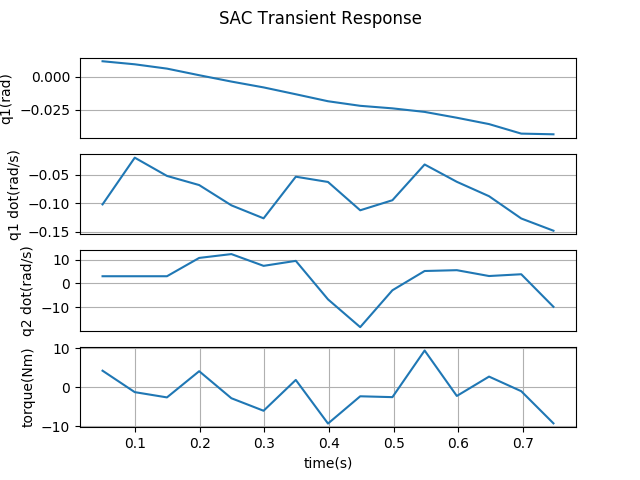 SAC Transient Response
0.000
−0.025
q1(rad)
−0.05
−0.10
−0.15
q1 dot(rad/s)
10
0
−10
q2 dot(rad/s)
10
0
−10
torque(Nm)
0.1 0.2 0.3 0.4 0.5 0.6 0.7
time(s)